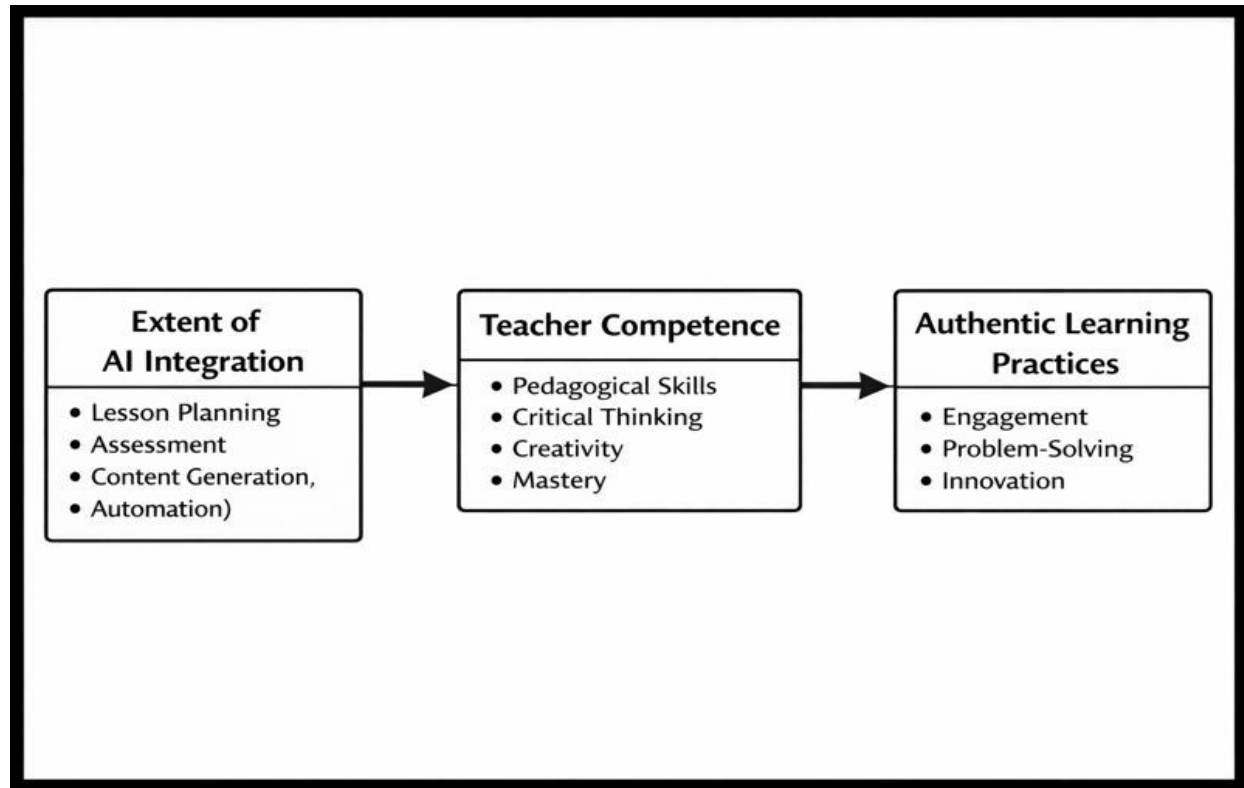 Extent of
AI Integration
• Lesson Planning
• Assessment
• Content Generation,
• Automation)
Teacher Competence
• Pedagogical Skills
• Critical Thinking
• Creativity
• Mastery
Authentic Learning
Practices
• Engagement
• Problem-Solving
• Innovation